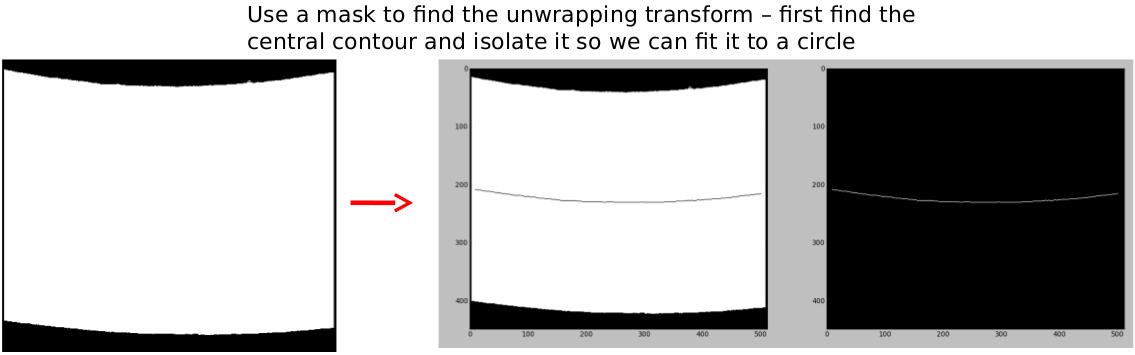 Use a mask to find the unwrapping transform – first find the
central contour and isolate it so we can fit it to a circle
0
100
200
300
400
0 100 200 300 400 500
0
100
200
300
400
0 100 200 300 400 500